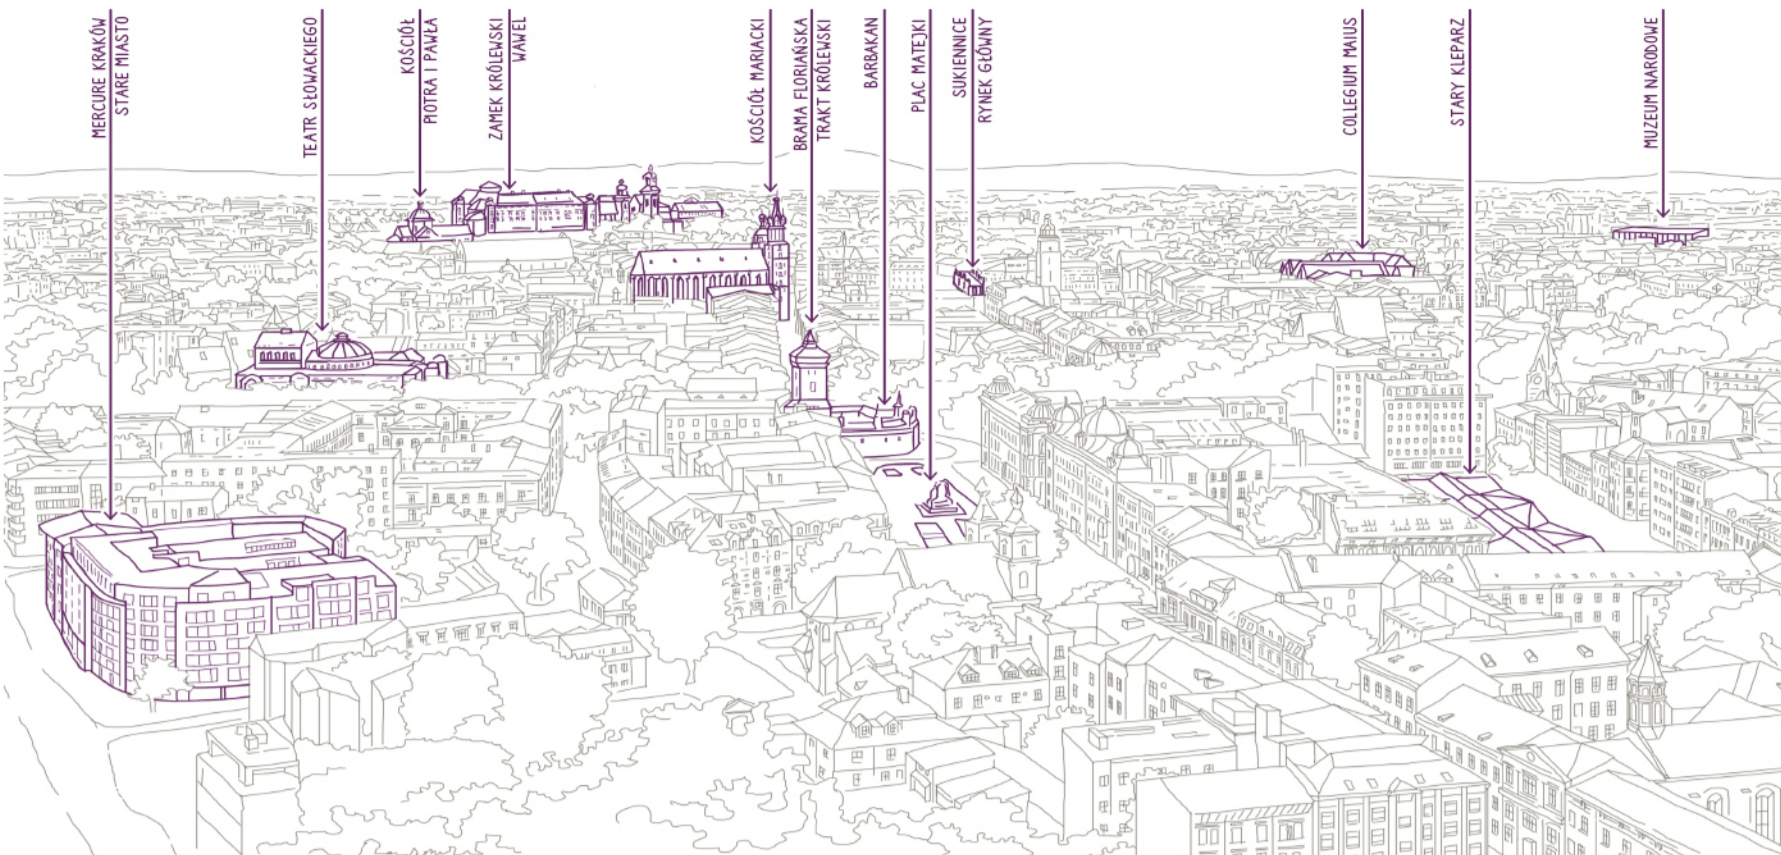 MERCURE KRAKÓW
STARE MIASTO
TEATR SŁOWACKIEGO
KOŚCIÓŁ
PIOTRA I PAWŁA
ZAMEK KRÓLEWSKI
WAWEL
KOŚCIÓŁ MARIACKI
BRAMA FLORIAŃSKA
TRAKT KRÓLEWSKI
BARBAKAN
PLAC MATEJKI
SUKIENNICE
RYNEK GŁÓWNY
COLLEGIUM MAIUS
STARY KLEPARZ
MUZEUM NARODOWE